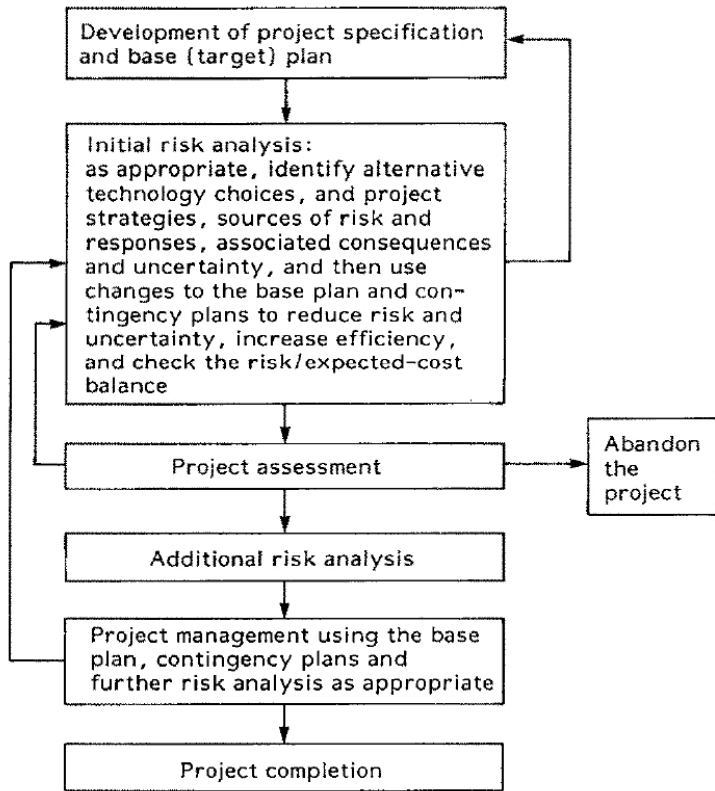 Development of project specification
and base (target) plan
Initial risk analysis:
as appropriate, identify alternative
technology choices, and project
strategies, sources of risk and
responses, associated consequences
and uncertainty, and then use
changes to the base plan and con-
tingency plans to reduce risk and
uncertainty, increase efficiency,
and check the risk/expected-cost
balance
Project assessment
Abandon
the
project
Additional risk analysis
Project management using the base
plan, contingency plans and
further risk analysis as appropriate
Project completion